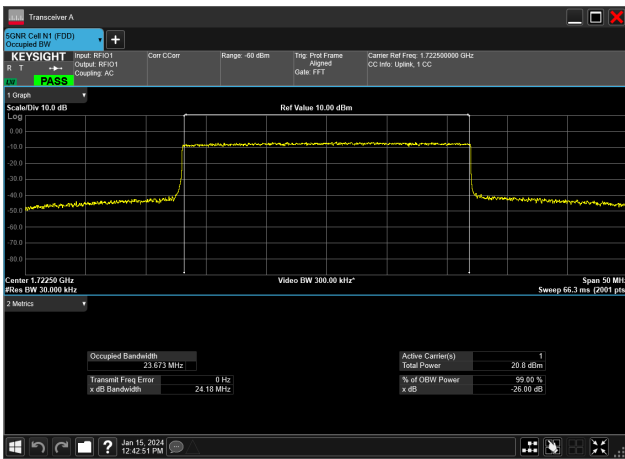 Transceiver A
5GNR Cell N1 (FDD)
Occupied BW
KEYSIGHT
R T
PASS
Input: RFIO1
Output: RFIO1
Coupling: AC
Corr CCorr
Range: -60 dBm
Trig: Prot Frame
Aligned
Gate: FFT
Carrier Ref Freq: 1.722500000 GHz
CC Info: Uplink, 1 CC
1 Graph
Scale/Div 10.0 dB
Ref Value 10.00 dBm
Log
0.00
-10.0
-20.0
-30.0
-40.0
-50.0
-60.0
-70.0
-80.0
Center 1.72250 GHz
Video BW 300.00 kHz*
Span 50 MHz
#Res BW 30.000 kHz
Sweep 66.3 ms (2001 pts
2 Metrics
Occupied Bandwidth
23.673 MHz
Transmit Freq Error 0 Hz
x dB Bandwidth 24.18 MHz
Active Carrier(s) 1
Total Power 20.8 dBm
% of OBW Power 99.00 %
x dB -26.00 dB
Jan 15, 2024
12:42:51 PM